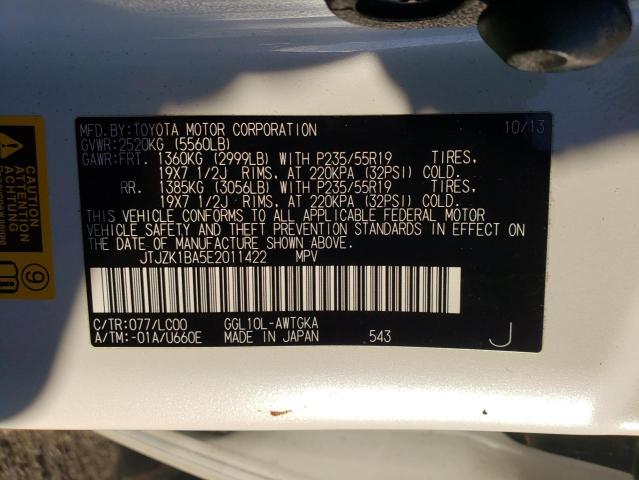 10/13
MFD.BY:TOYOTA MOTOR CORPORATION
GVWR:2520KG (5560LB)
GAWR:FRT. 1360KG (2999LB) WITH P235/55R19 TIRES.
19X7 1/2J RIMS. AT 220KPA (32PSI) COLD.
RR. 1385KG (3056LB) WITH P235/55R19 TIRES.
19X7 1/2J RIMS. AT 220KPA (32PSI) COLD.
THIS VEHICLE CONFORMS TO ALL APPLICABLE FEDERAL MOTOR
VEHICLE SAFETY AND THEFT PREVENTION STANDARDS IN EFFECT ON
THE DATE OF MANUFACTURE SHOWN ABOVE.
JTJZK1BA5E2011422 MPV
C/TR:077/LC00 GGL10L-AWTGKA
A/TM:-01A/U660E MADE IN JAPAN 543 J
CAUTION
ATTENTION
ACHTUNG
9